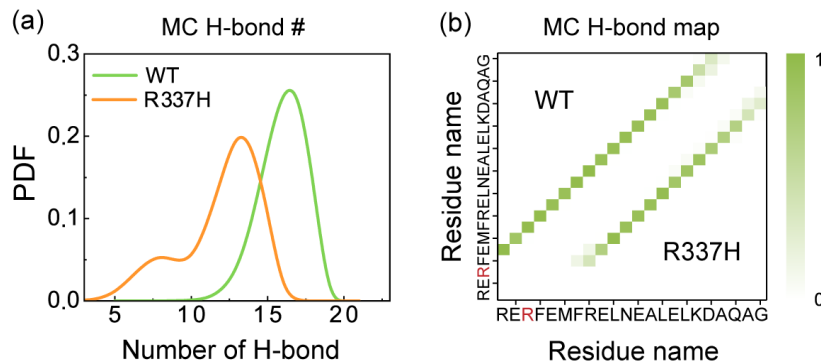 (a)
MC H-bond #
PDF
0.3
0.2
0.1
0.0
WT
R337H
5
10
15
20
Number of H-bond
(b)
MC H-bond map
Residue name
RERFEMFRELNEALELKDAQAG
WT
R337H
RERFEMFRELNEALELKDAQAG
Residue name
1
0